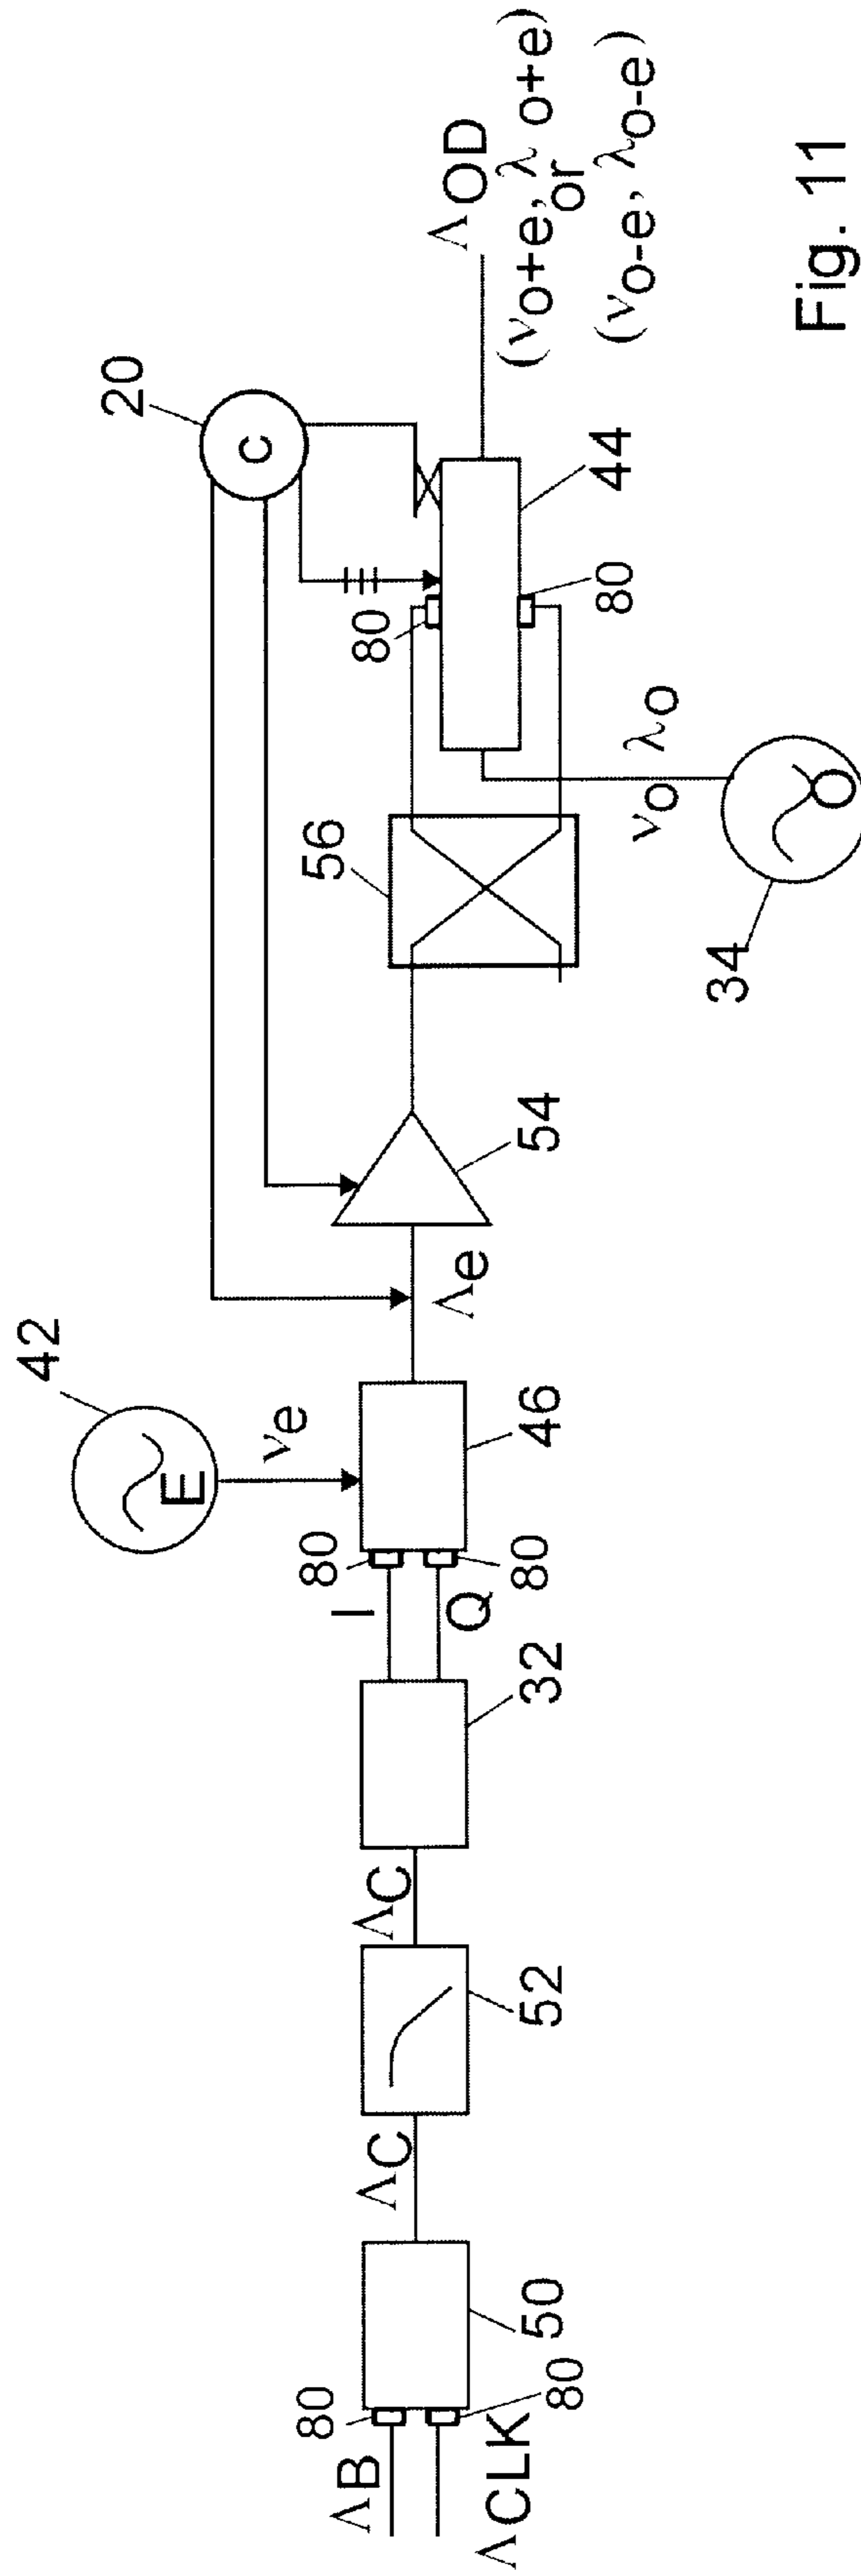 42
20
E
νe
C
ΛB
80
ΛCLK
80
50
ΛC
52
ΛC
32
I
Q
80
80
46
Λe
54
56
80
80
44
νo λo
34
O
ΛOD
(νo+e, λo+e)
or
(νo-e, λo-e)
Fig. 11